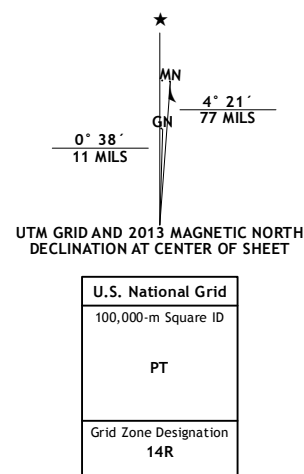 ★
MN
4° 21´
77 MILS
GN
0° 38´
11 MILS
UTM GRID AND 2013 MAGNETIC NORTH
DECLINATION AT CENTER OF SHEET
U.S. National Grid
100,000-m Square ID
PT
Grid Zone Designation
14R